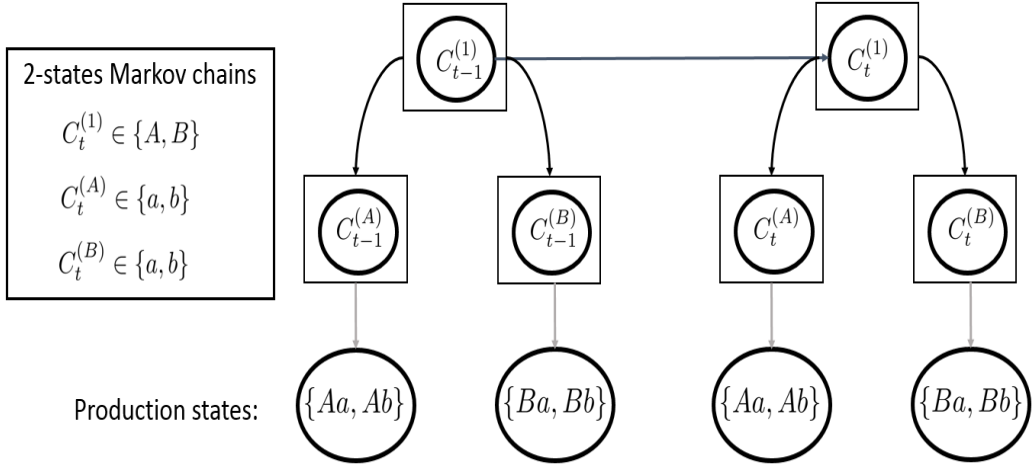 2-states Markov chains
C_t^{(1)} ∈ {A, B}
C_t^{(A)} ∈ {a, b}
C_t^{(B)} ∈ {a, b}
C_{t-1}^{(1)} C_t^{(1)}
C_{t-1}^{(A)} C_{t-1}^{(B)} C_t^{(A)} C_t^{(B)}
Production states: {Aa, Ab} {Ba, Bb} {Aa, Ab} {Ba, Bb}